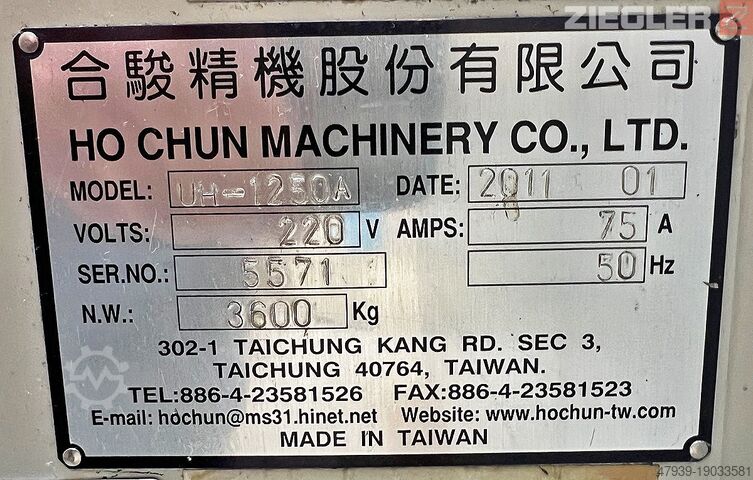 ZIEGLER
合駿精機股份有限公司
HO CHUN MACHINERY CO., LTD.
MODEL: UH-1250A DATE: 2011 01
VOLTS: 220 V AMPS: 75 A
SER.NO.: 5571 50 Hz
N.W.: 3600 Kg
302-1 TAICHUNG KANG RD. SEC 3,
TAICHUNG 40764, TAIWAN.
TEL:886-4-23581526 FAX:886-4-23581523
E-mail: hochun@ms31.hinet.net Website: www.hochun-tw.com
MADE IN TAIWAN
47939-19033581